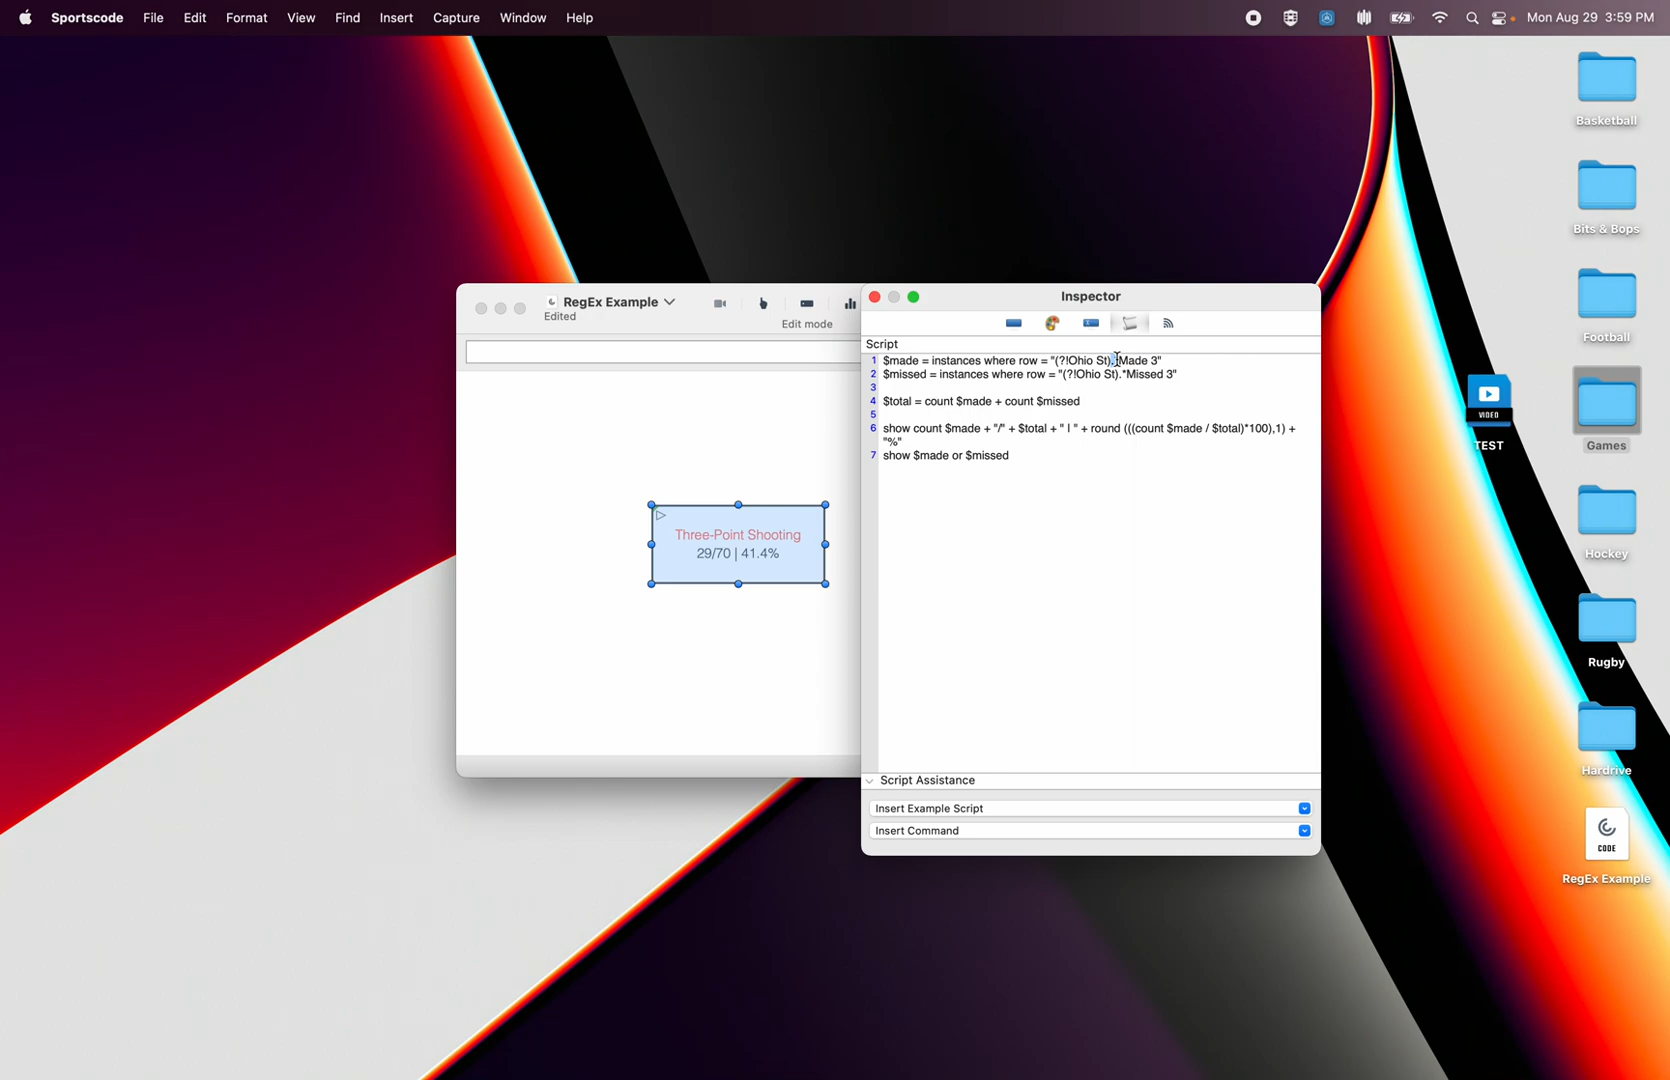 Sportscode File Edit Format View Find Insert Capture Window Help Mon Aug 29 3:59 PM
Basketball
Bits & Bops
Football
VIDEO
TEST
Games
Hockey
Rugby
Hardrive
CODE
RegEx Example
RegEx Example
Edited
Edit mode
Three-Point Shooting
29/70 | 41.4%
Inspector
Script
1 $made = instances where row = "(?!Ohio St).*Made 3"
2 $missed = instances where row = "(?!Ohio St).*Missed 3"
3
4 $total = count $made + count $missed
5
6 show count $made + "/" + $total + " | " + round (((count $made / $total)*100),1) +
"%"
7 show $made or $missed
Script Assistance
Insert Example Script
Insert Command